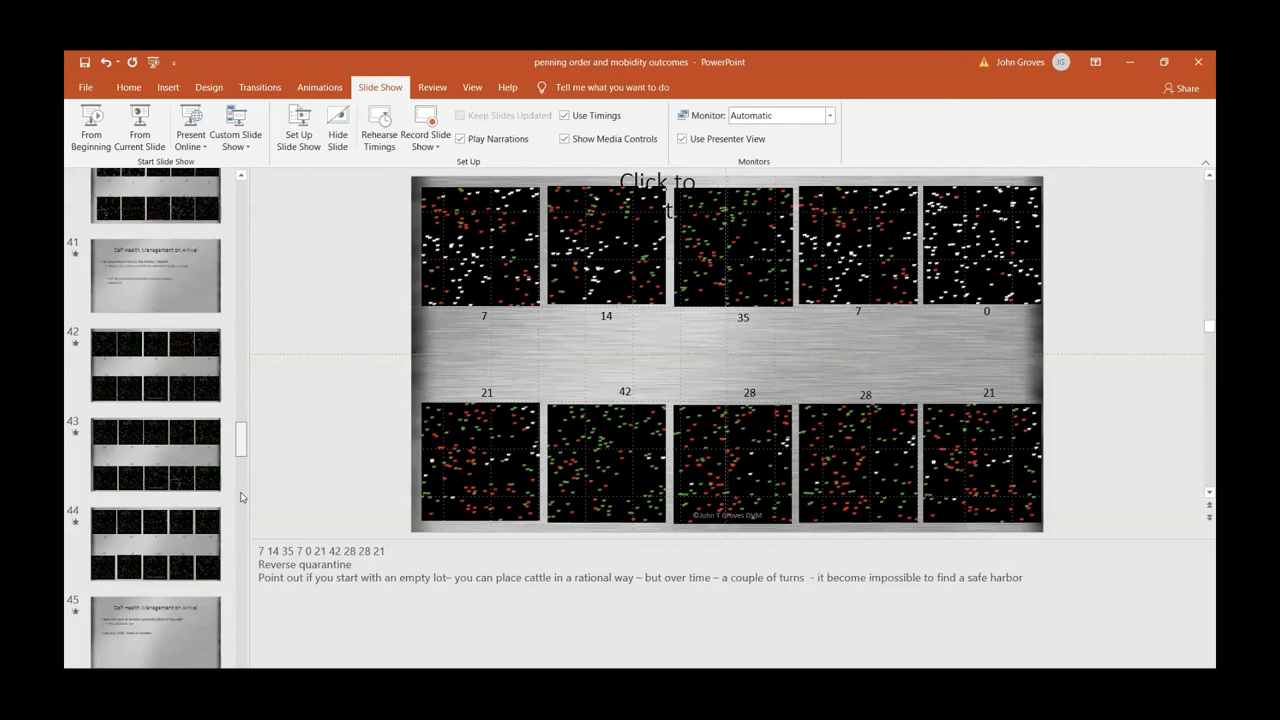 penning order and mobidity outcomes - PowerPoint
John Groves
JG
File Home Insert Design Transitions Animations Slide Show Review View Help Tell me what you want to do
Share
From Beginning
From Current Slide
Present Online
Custom Slide Show
Start Slide Show
Set Up Slide Show
Hide Slide
Rehearse Timings
Record Slide Show
Keep Slides Updated
Play Narrations
Use Timings
Show Media Controls
Set Up
Monitor: Automatic
Use Presenter View
Monitors
41
Calf Health Management on Arrival
42
43
44
45
Calf Health Management on Arrival
Click to
7 14 35 7 0
21 42 28 28 21
©John T Groves DVM
7 14 35 7 0 21 42 28 28 21
Reverse quarantine
Point out if you start with an empty lot– you can place cattle in a rational way – but over time – a couple of turns - it become impossible to find a safe harbor